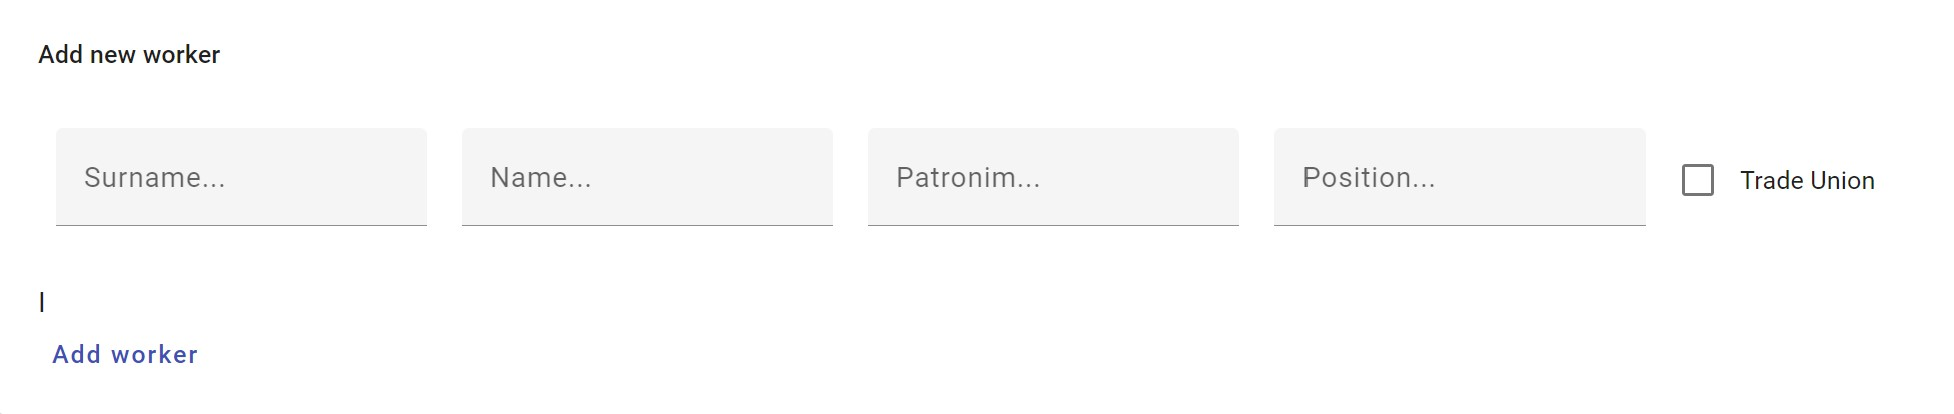 Add new worker
Surname...
Name...
Patronim...
Position...
Trade Union
l
Add worker